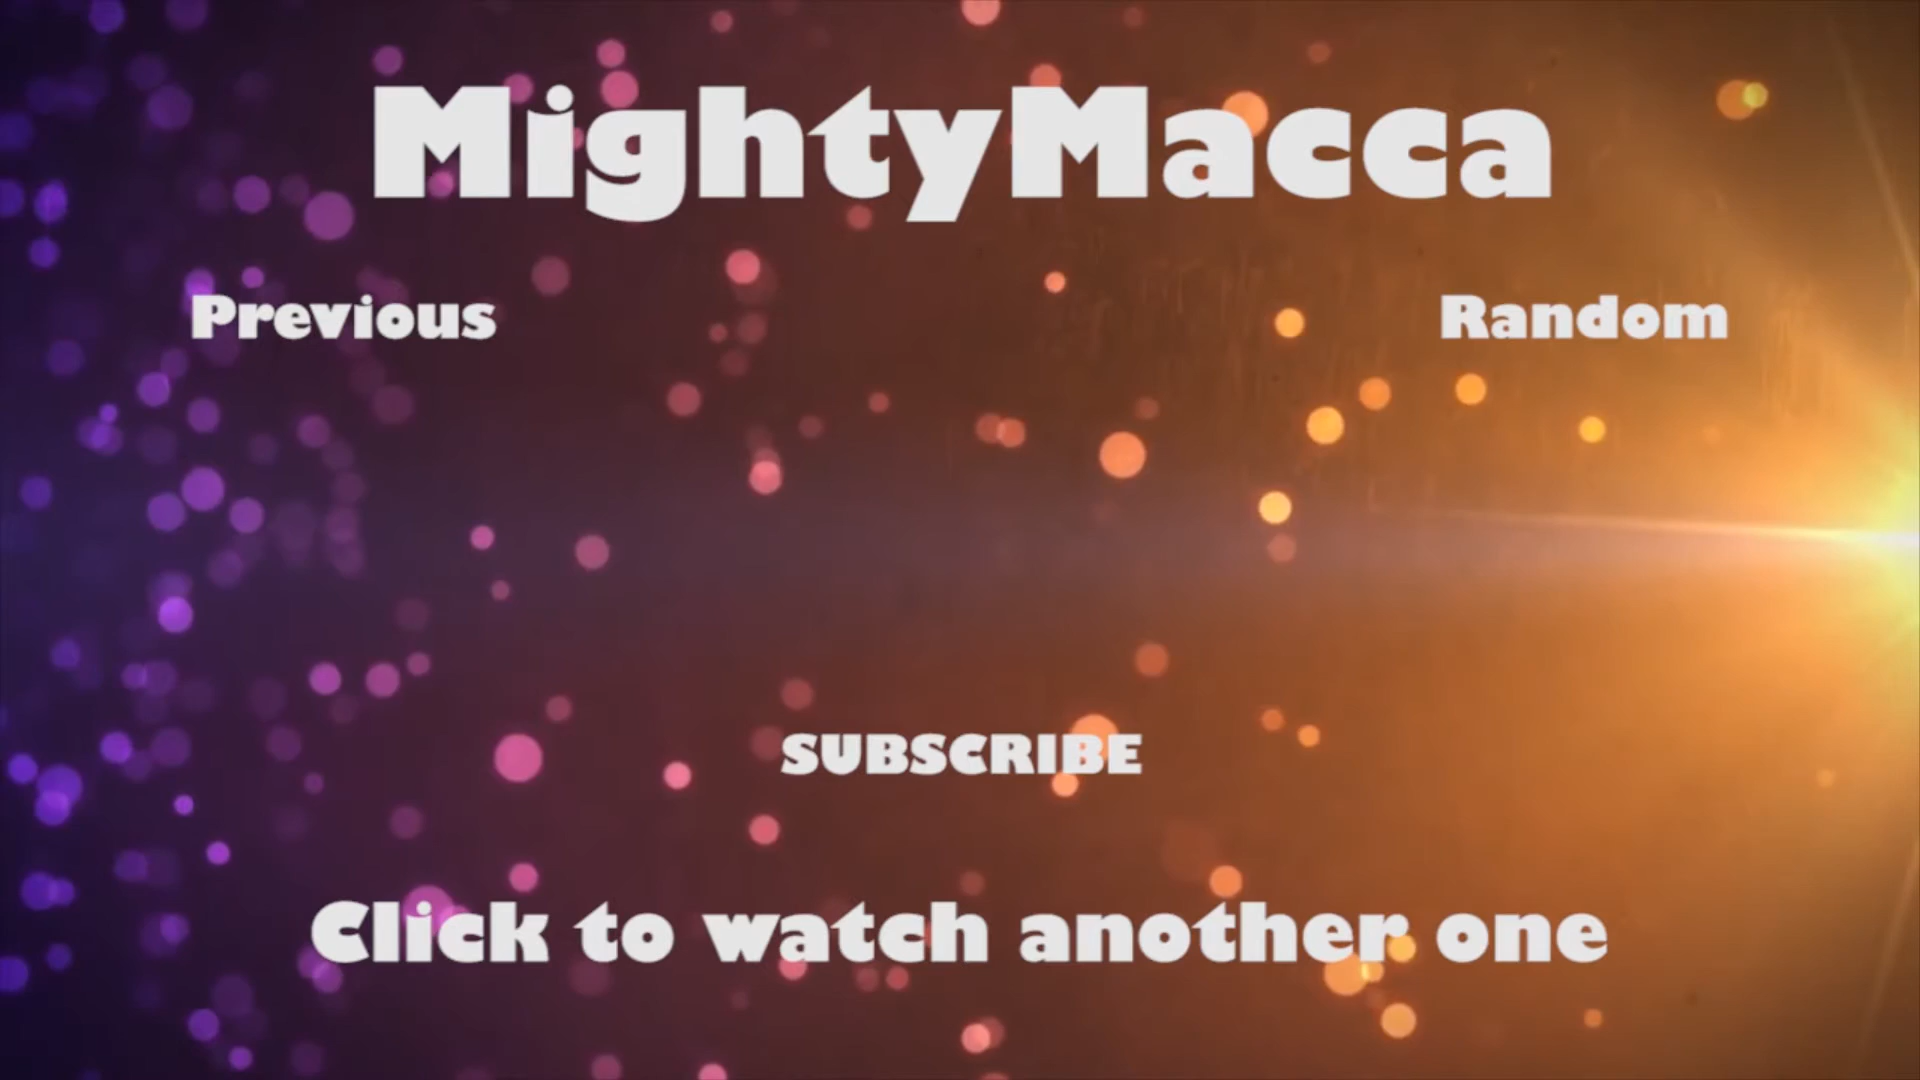 MightyMacca
Previous
Random
SUBSCRIBE
Click to watch another one